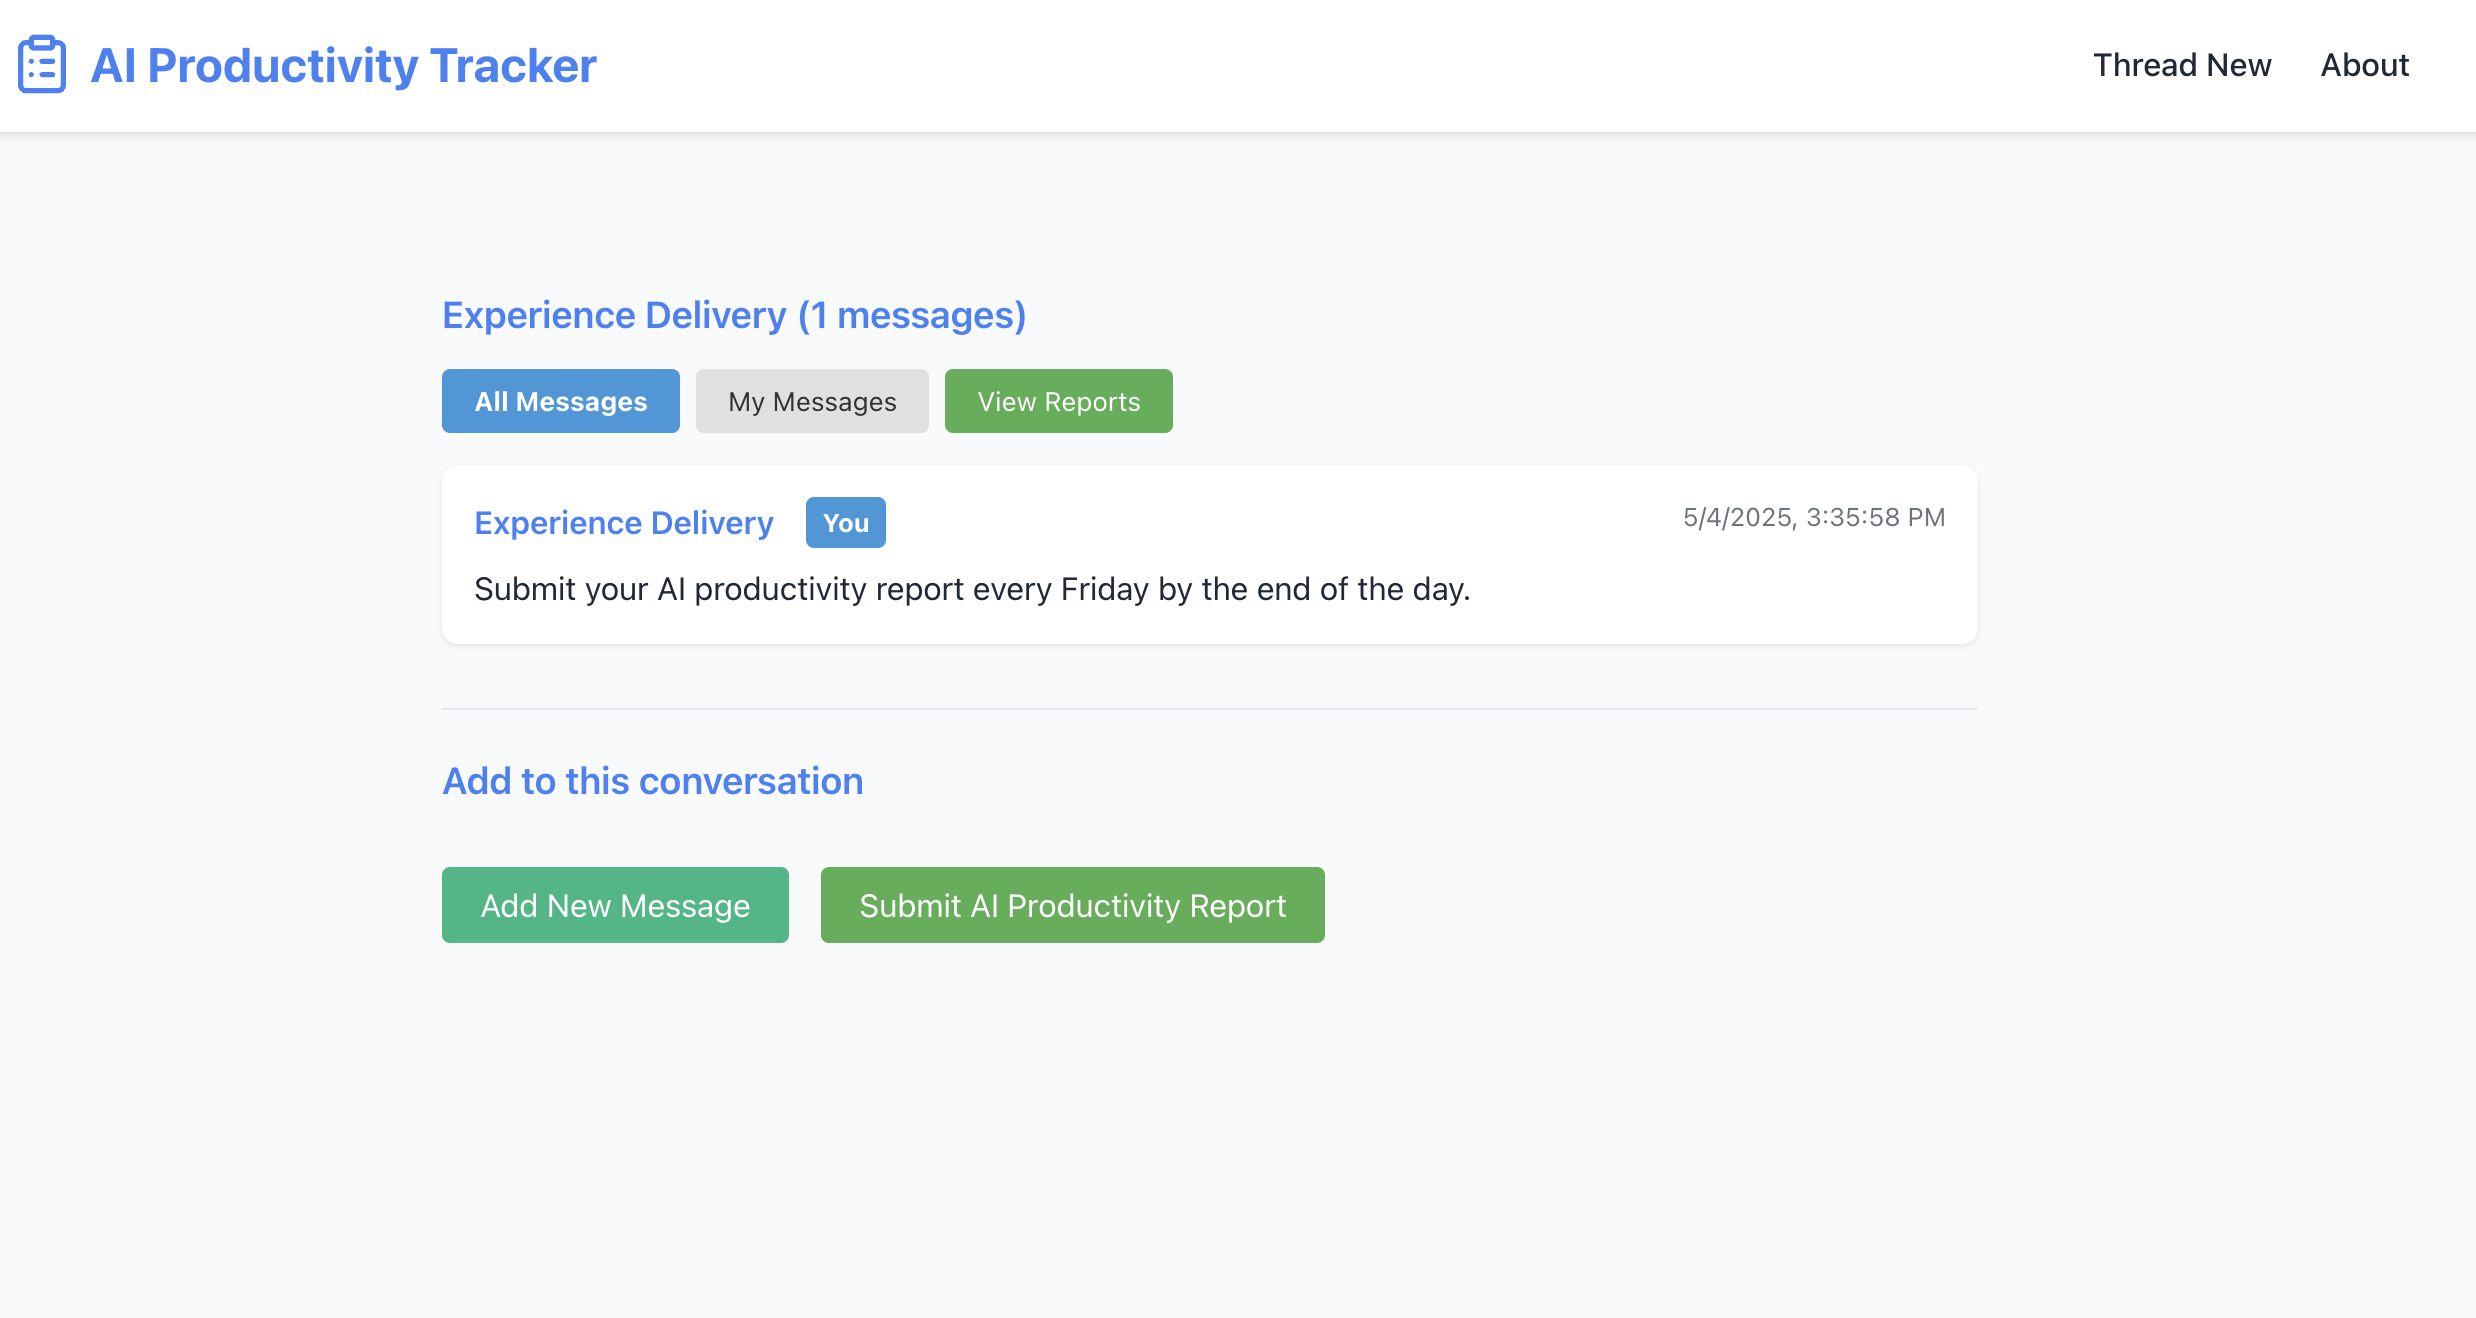 AI Productivity Tracker
Thread New
About
Experience Delivery (1 messages)
All Messages
My Messages
View Reports
Experience Delivery
You
5/4/2025, 3:35:58 PM
Submit your AI productivity report every Friday by the end of the day.
Add to this conversation
Add New Message
Submit AI Productivity Report